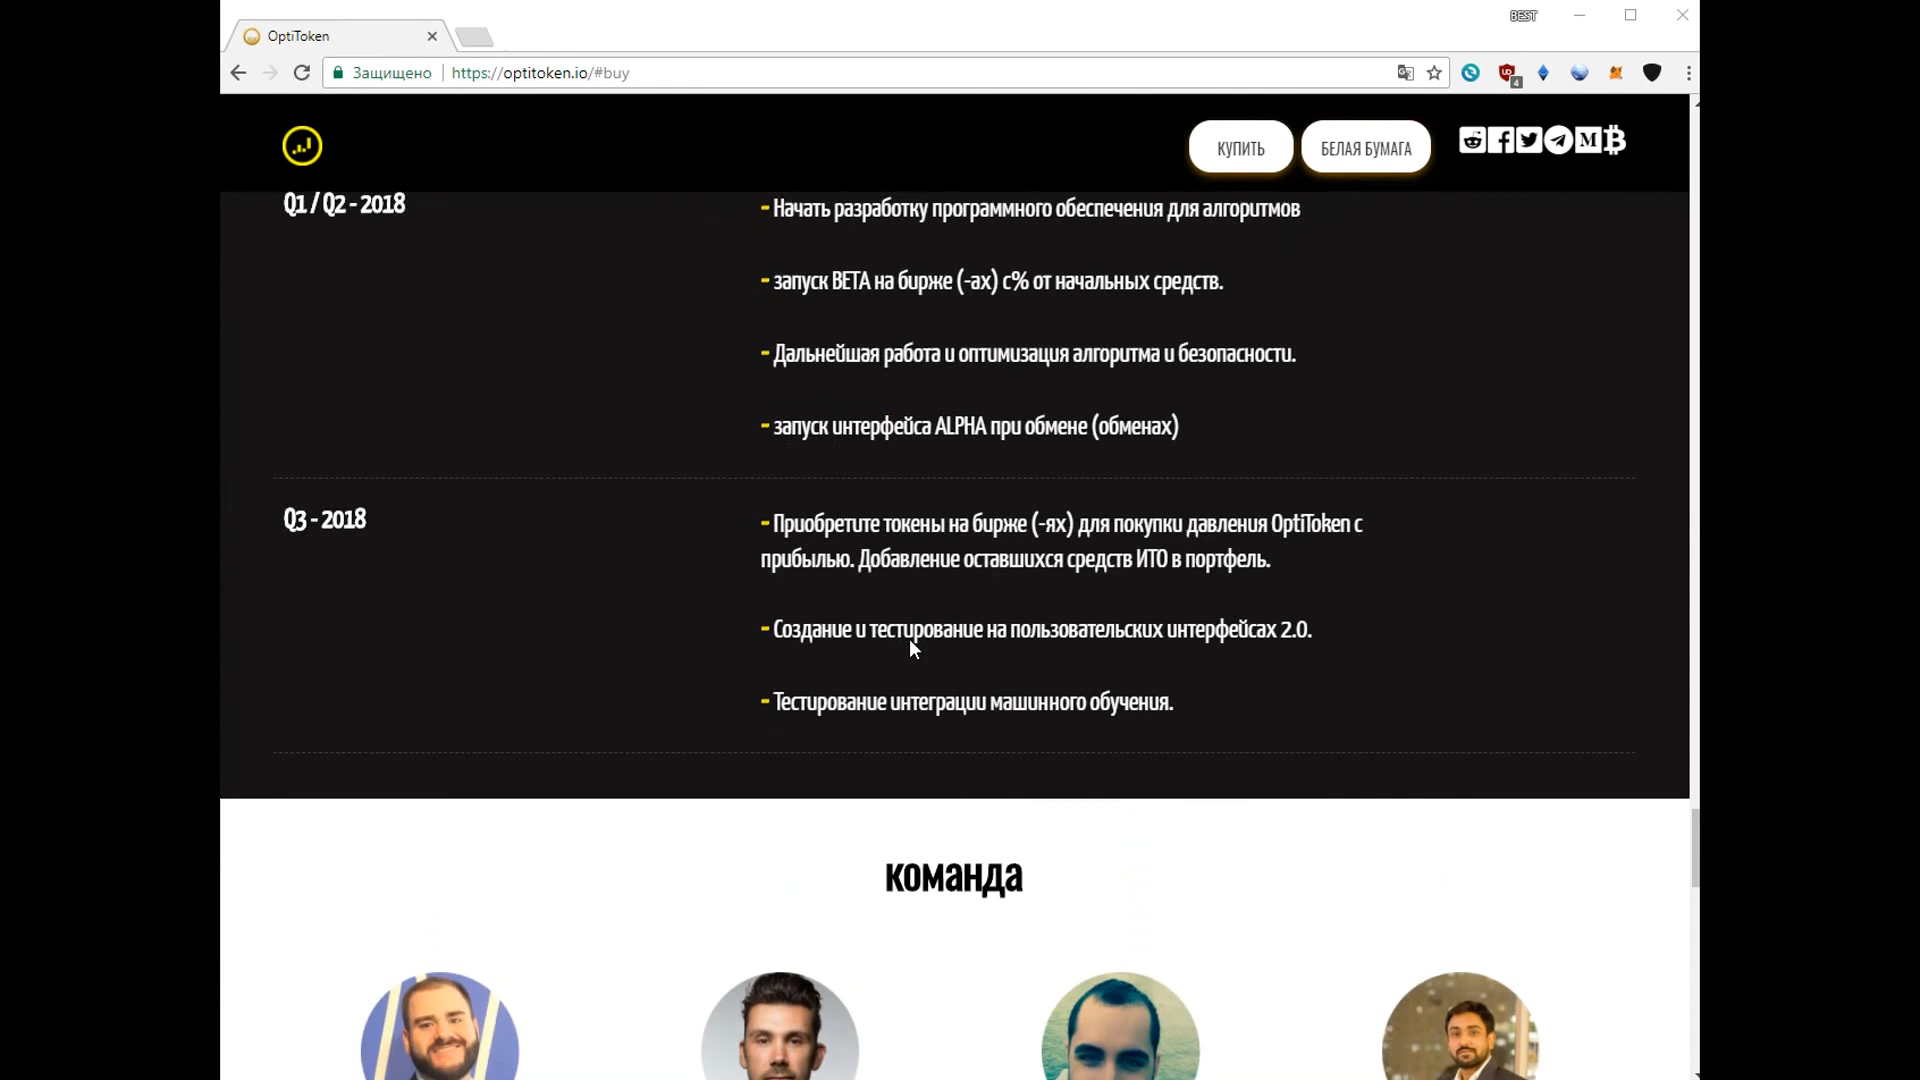 BEST
OptiToken
Защищено
https://optitoken.io/#buy
4
КУПИТЬ
БЕЛАЯ БУМАГА
Q1 / Q2 - 2018
- Начать разработку программного обеспечения для алгоритмов
- запуск BETA на бирже (-ах) с% от начальных средств.
- Дальнейшая работа и оптимизация алгоритма и безопасности.
- запуск интерфейса ALPHA при обмене (обменах)
Q3 - 2018
- Приобретите токены на бирже (-ях) для покупки давления OptiToken с
прибылью. Добавление оставшихся средств ИТО в портфель.
- Создание и тестирование на пользовательских интерфейсах 2.0.
- Тестирование интеграции машинного обучения.
команда